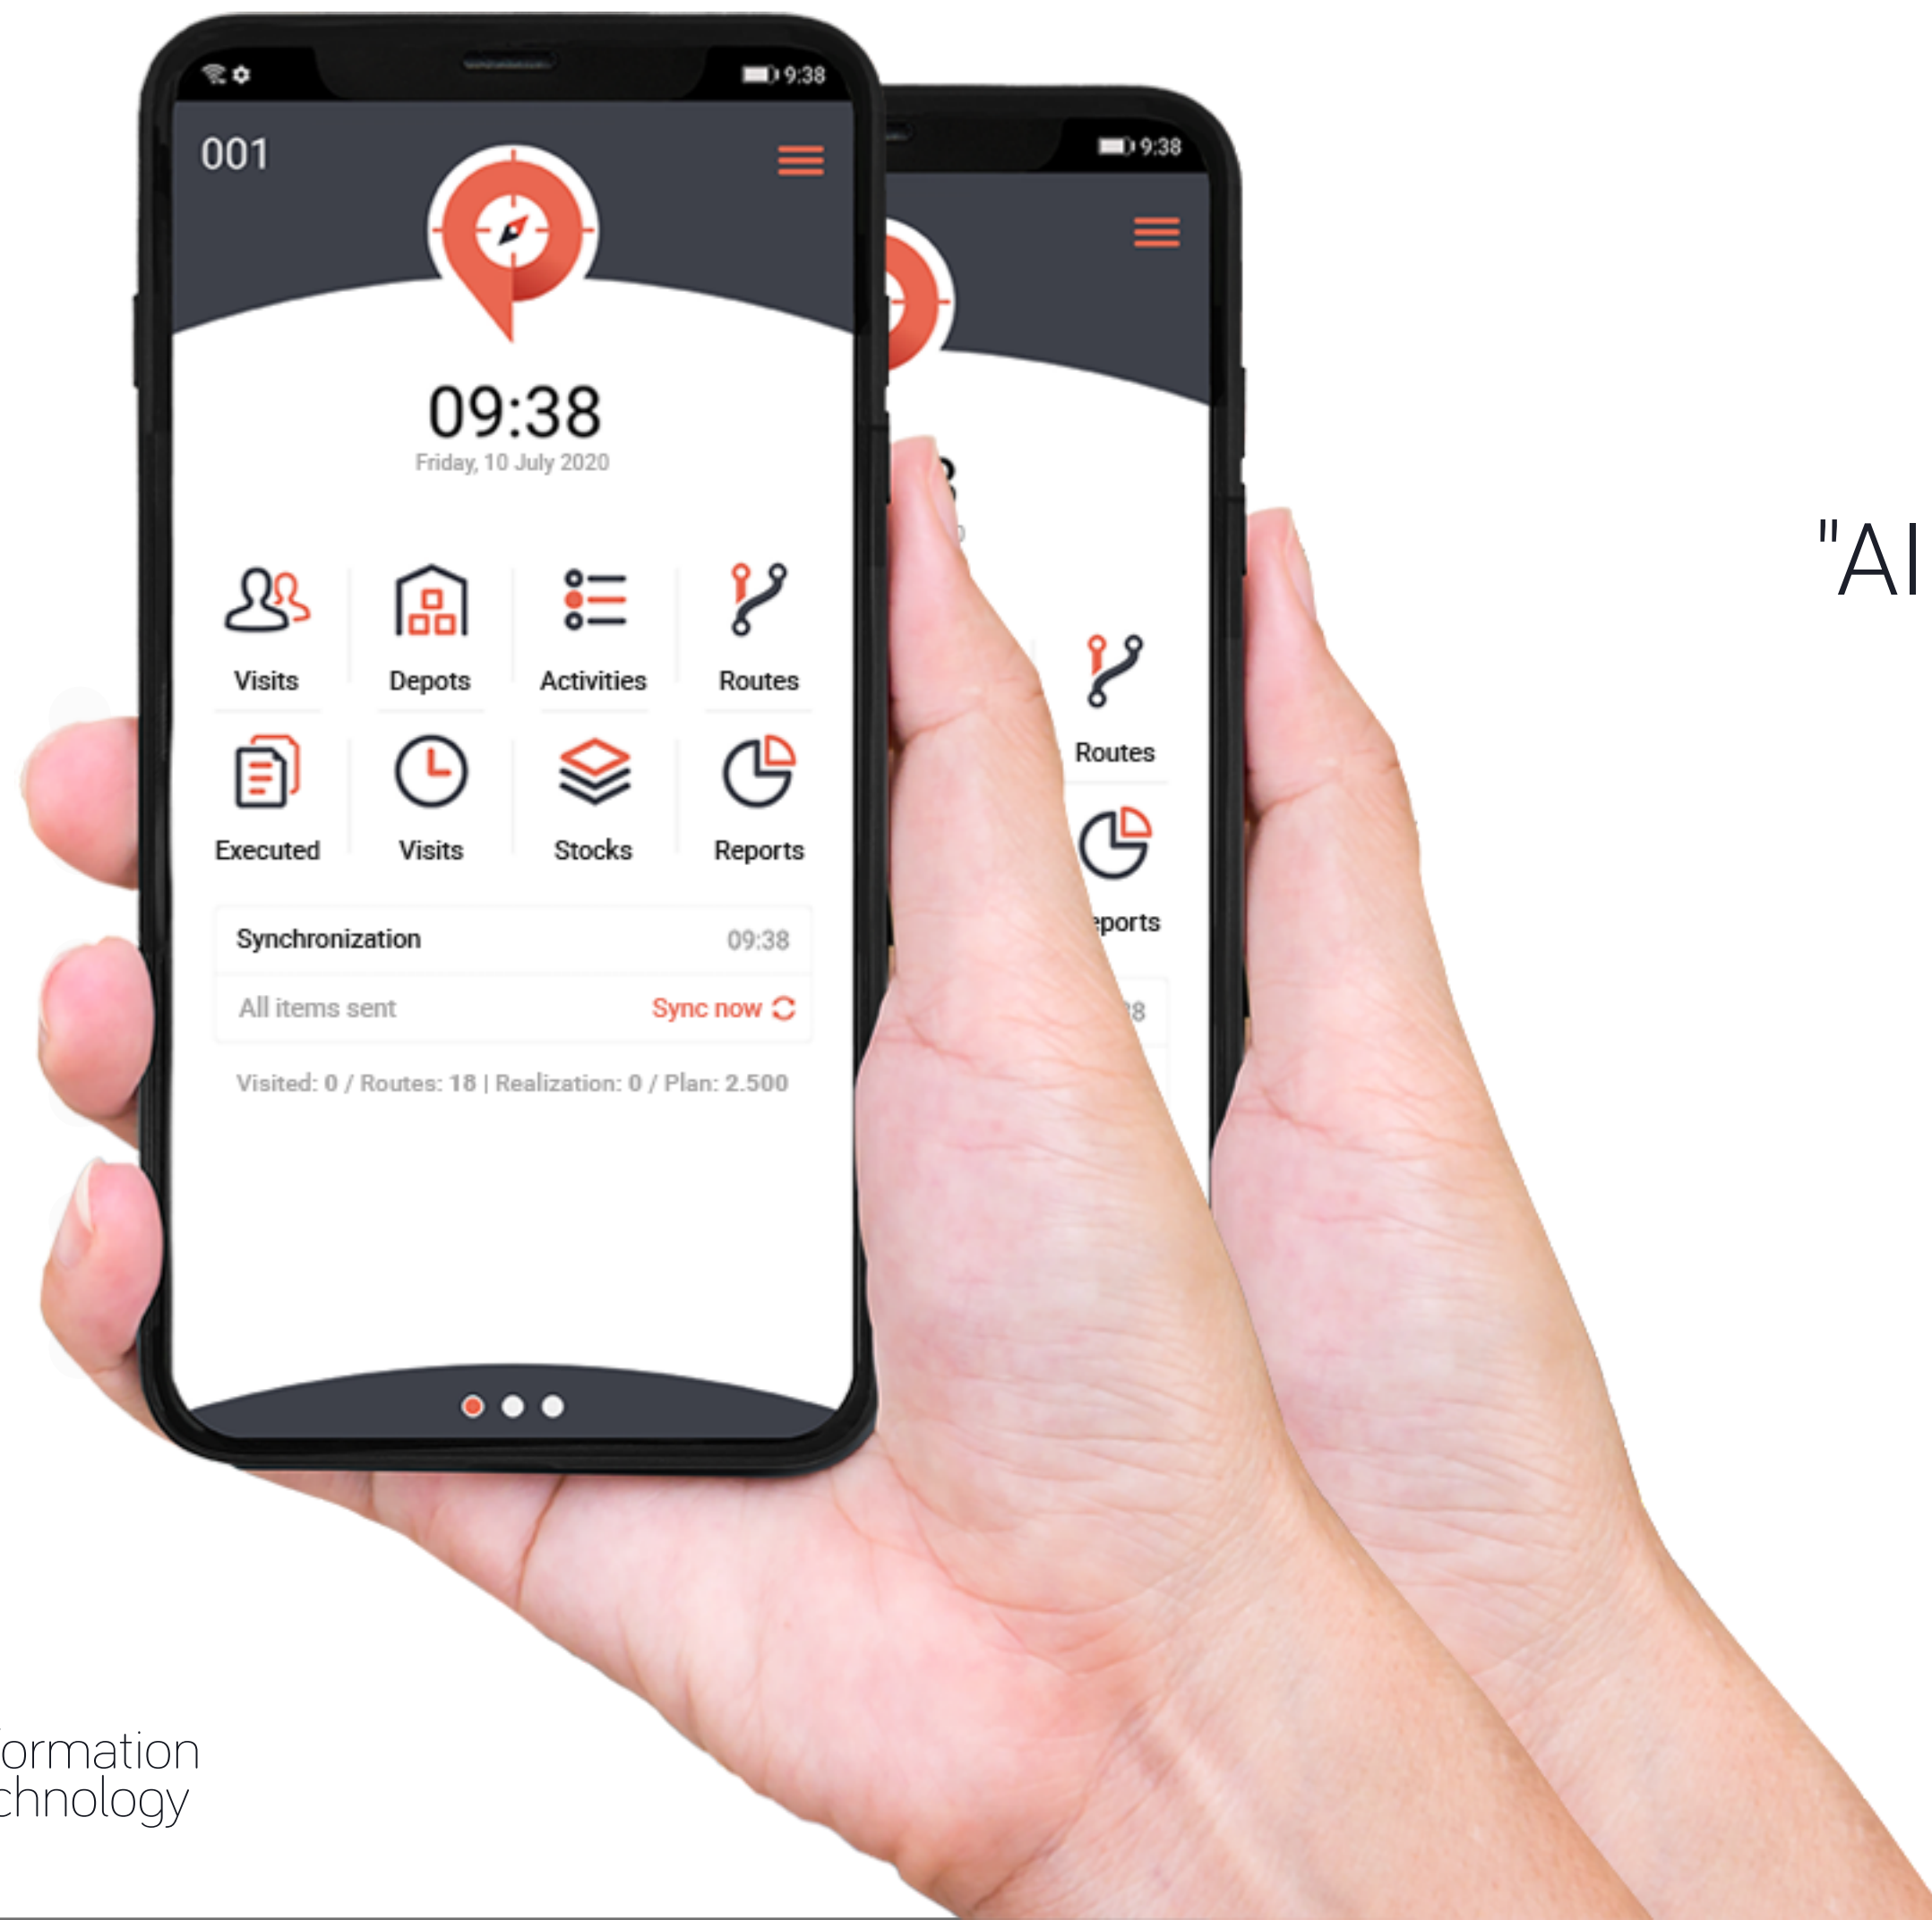 9:38
001
09:38
Friday, 10 July 2020
Visits Depots Activities Routes
Executed Visits Stocks Reports
Synchronization 09:38
All items sent Sync now
Visited: 0 / Routes: 18 | Realization: 0 / Plan: 2.500
9:38
Routes
eports
"AI
ormation
chnology